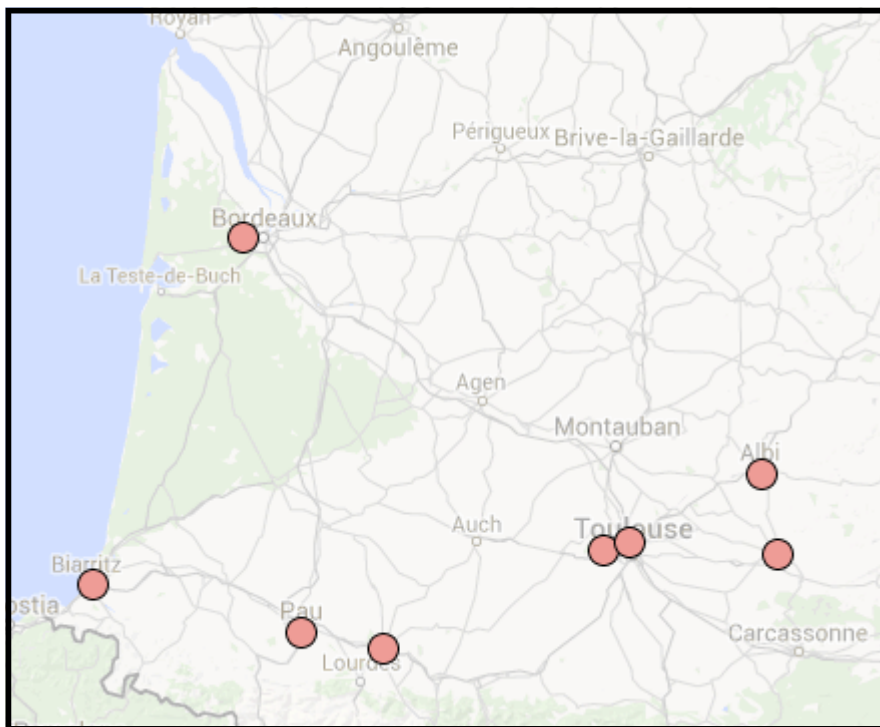 Royan
Angoulême
Périgueux
Brive-la-Gaillarde
Bordeaux
La Teste-de-Buch
Agen
Montauban
Albi
Auch
Toulouse
Biarritz
ostia
Pau
Carcassonne
Lourdes